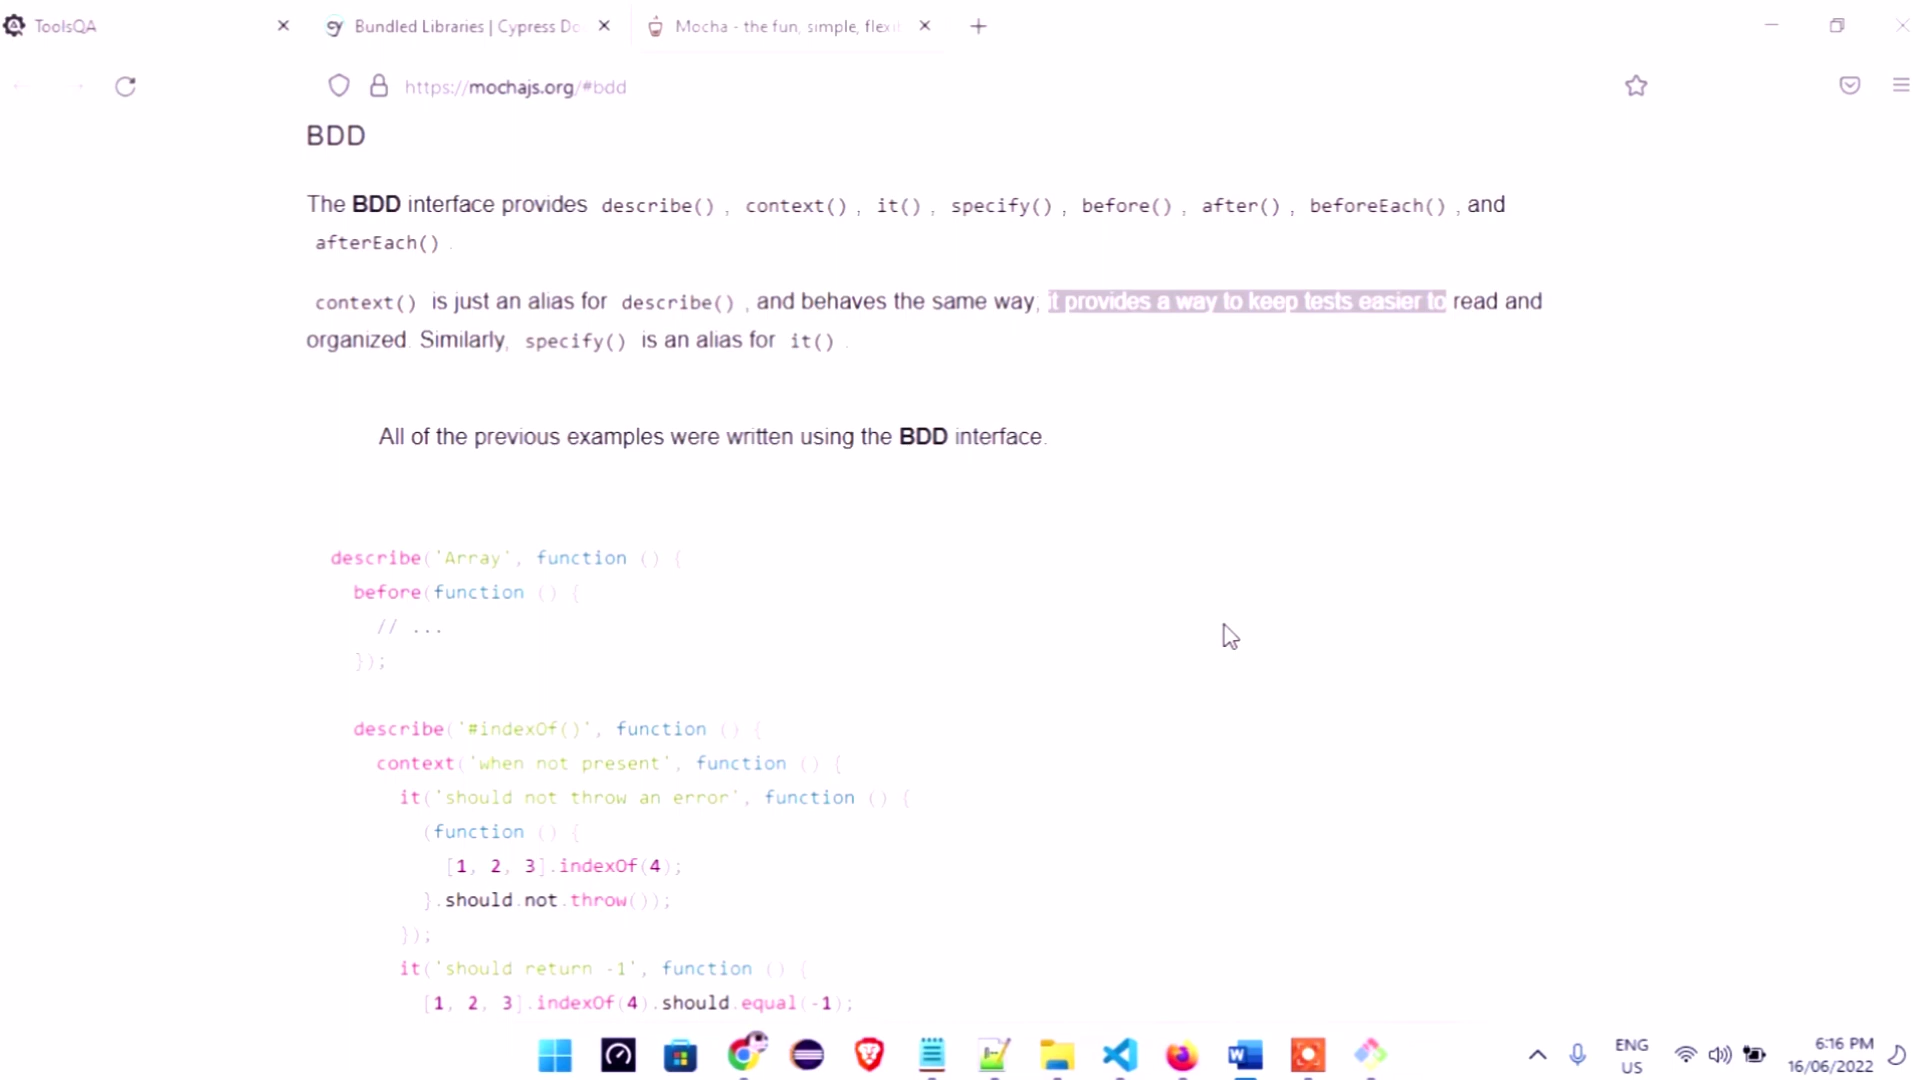 ToolsQA
Bundled Libraries | Cypress Do
Mocha - the fun, simple, flexi
https://mochajs.org/#bdd
BDD
The BDD interface provides describe(), context(), it(), specify(), before(), after(), beforeEach(), and
afterEach().
context() is just an alias for describe(), and behaves the same way; it provides a way to keep tests easier to read and
organized. Similarly, specify() is an alias for it().
All of the previous examples were written using the BDD interface.
describe('Array', function () {
before(function () {
// ...
});
describe('#indexOf()', function () {
context('when not present', function () {
it('should not throw an error', function () {
(function () {
[1, 2, 3].indexOf(4);
}.should.not.throw());
});
it('should return -1', function () {
[1, 2, 3].indexOf(4).should.equal(-1);
ENG
US
6:16 PM
16/06/2022